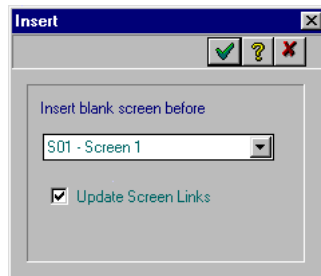 Insert
Insert blank screen before
S01 - Screen 1
Update Screen Links